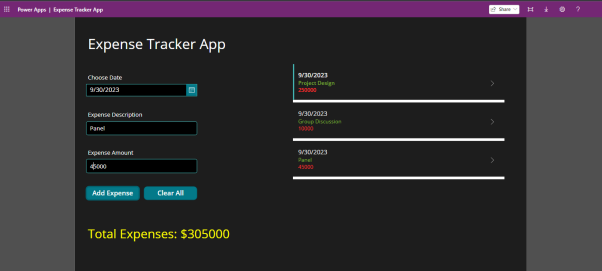 Power Apps | Expense Tracker App
Share
?
Expense Tracker App
Choose Date
9/30/2023
Expense Description
Panel
Expense Amount
45000
Add Expense
Clear All
9/30/2023
Project Design
250000
9/30/2023
Group Discussion
10000
9/30/2023
Panel
45000
Total Expenses: $305000